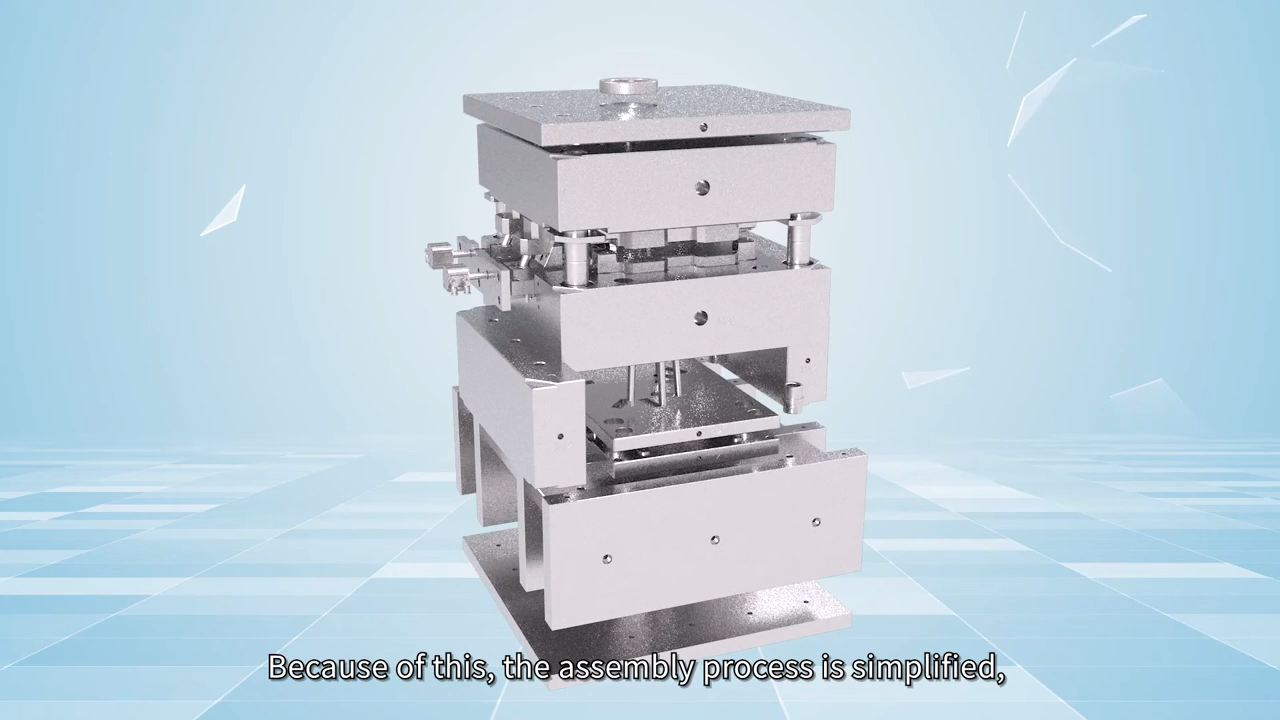 Because of this, the assembly process is simplified,